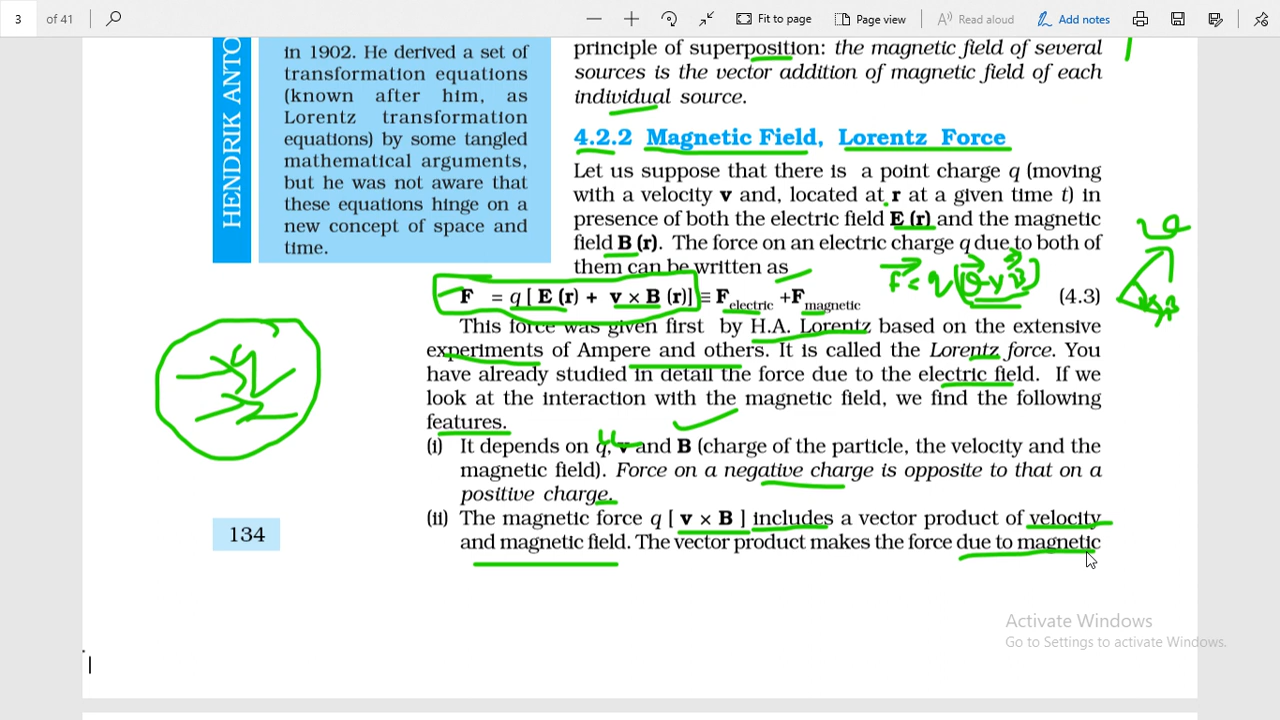 3 of 41
Fit to page
Page view
Read aloud
Add notes
HENDRIK ANTO
in 1902. He derived a set of
transformation equations
(known after him, as
Lorentz transformation
equations) by some tangled
mathematical arguments,
but he was not aware that
these equations hinge on a
new concept of space and
time.
principle of superposition: the magnetic field of several
sources is the vector addition of magnetic field of each
individual source.
4.2.2 Magnetic Field, Lorentz Force
Let us suppose that there is a point charge q (moving
with a velocity v and, located at r at a given time t) in
presence of both the electric field E (r) and the magnetic
field B (r). The force on an electric charge q due to both of
them can be written as
F = q [ E (r) + v × B (r)] ≡ Felectric +Fmagnetic (4.3)
This force was given first by H.A. Lorentz based on the extensive
experiments of Ampere and others. It is called the Lorentz force. You
have already studied in detail the force due to the electric field. If we
look at the interaction with the magnetic field, we find the following
features.
(i) It depends on q, v and B (charge of the particle, the velocity and the
magnetic field). Force on a negative charge is opposite to that on a
positive charge.
(ii) The magnetic force q [ v × B ] includes a vector product of velocity
and magnetic field. The vector product makes the force due to magnetic
134
Activate Windows
Go to Settings to activate Windows.